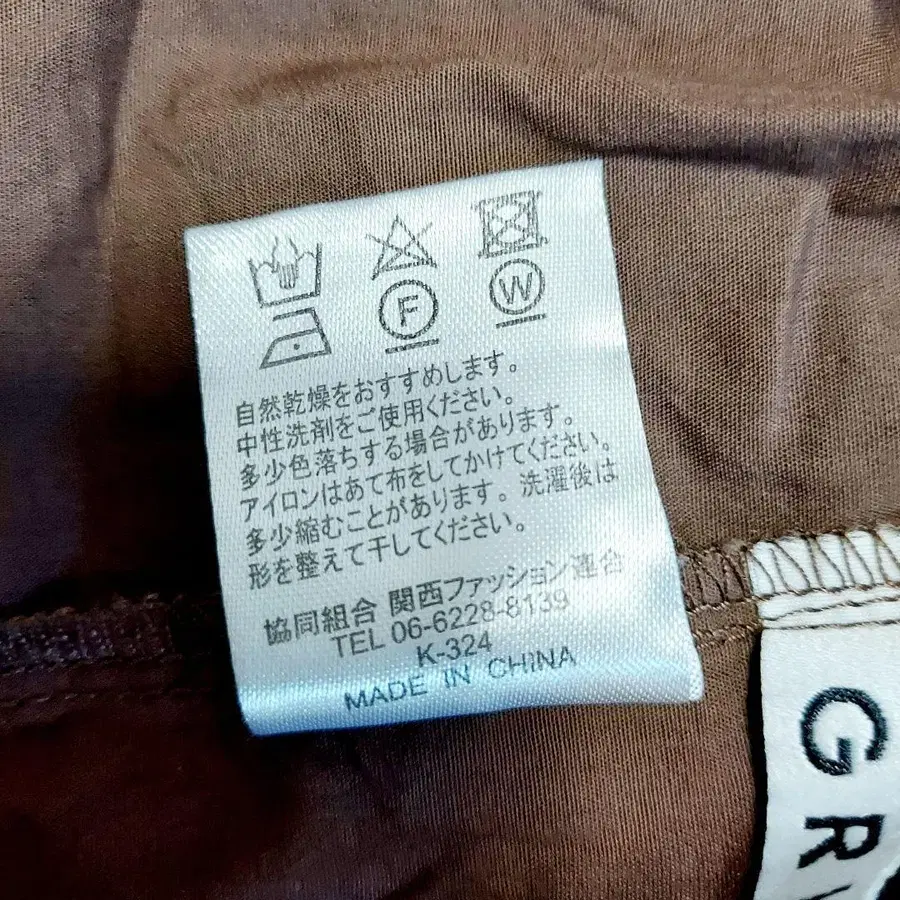 F
W
自然乾燥をおすすめします。
中性洗剤をご使用ください。
多少色落ちする場合があります。
アイロンはあて布をしてかけてください。
多少縮むことがあります。洗濯後は
形を整えて干してください。
協同組合 関西ファッション連合
TEL 06-6228-8139
K-324
MADE IN CHINA
GR